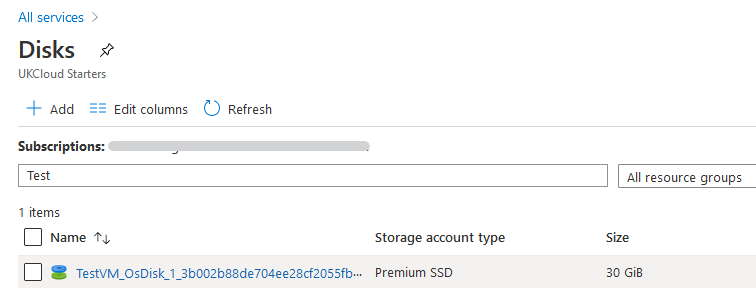 All services >
Disks
UKCloud Starters
+ Add Edit columns Refresh
Subscriptions:
Test All resource groups
1 items
Name ↑↓ Storage account type Size
TestVM_OsDisk_1_3b002b88de704ee28cf2055fb... Premium SSD 30 GiB